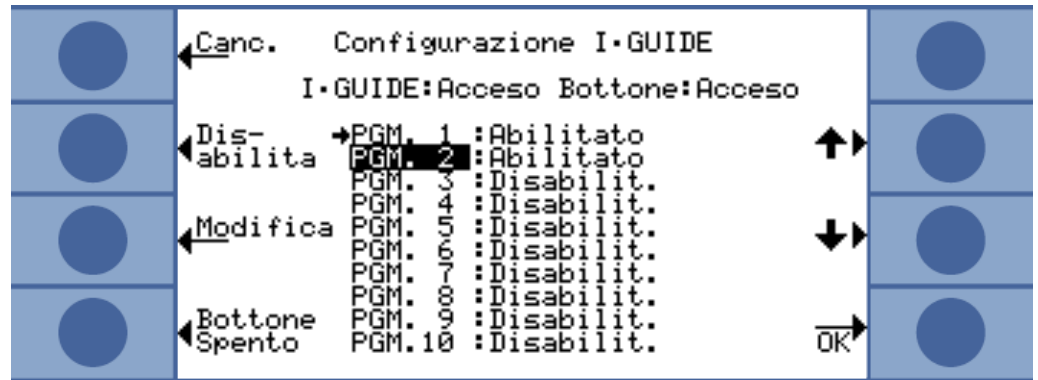 Canc. Configurazione I·GUIDE
I·GUIDE:Acceso Bottone:Acceso
Dis-
abilita
Modifica
Bottone
Spento
➔PGM. 1 :Abilitato
PGM. 2 :Abilitato
PGM. 3 :Disabilit.
PGM. 4 :Disabilit.
PGM. 5 :Disabilit.
PGM. 6 :Disabilit.
PGM. 7 :Disabilit.
PGM. 8 :Disabilit.
PGM. 9 :Disabilit.
PGM.10 :Disabilit.
OK